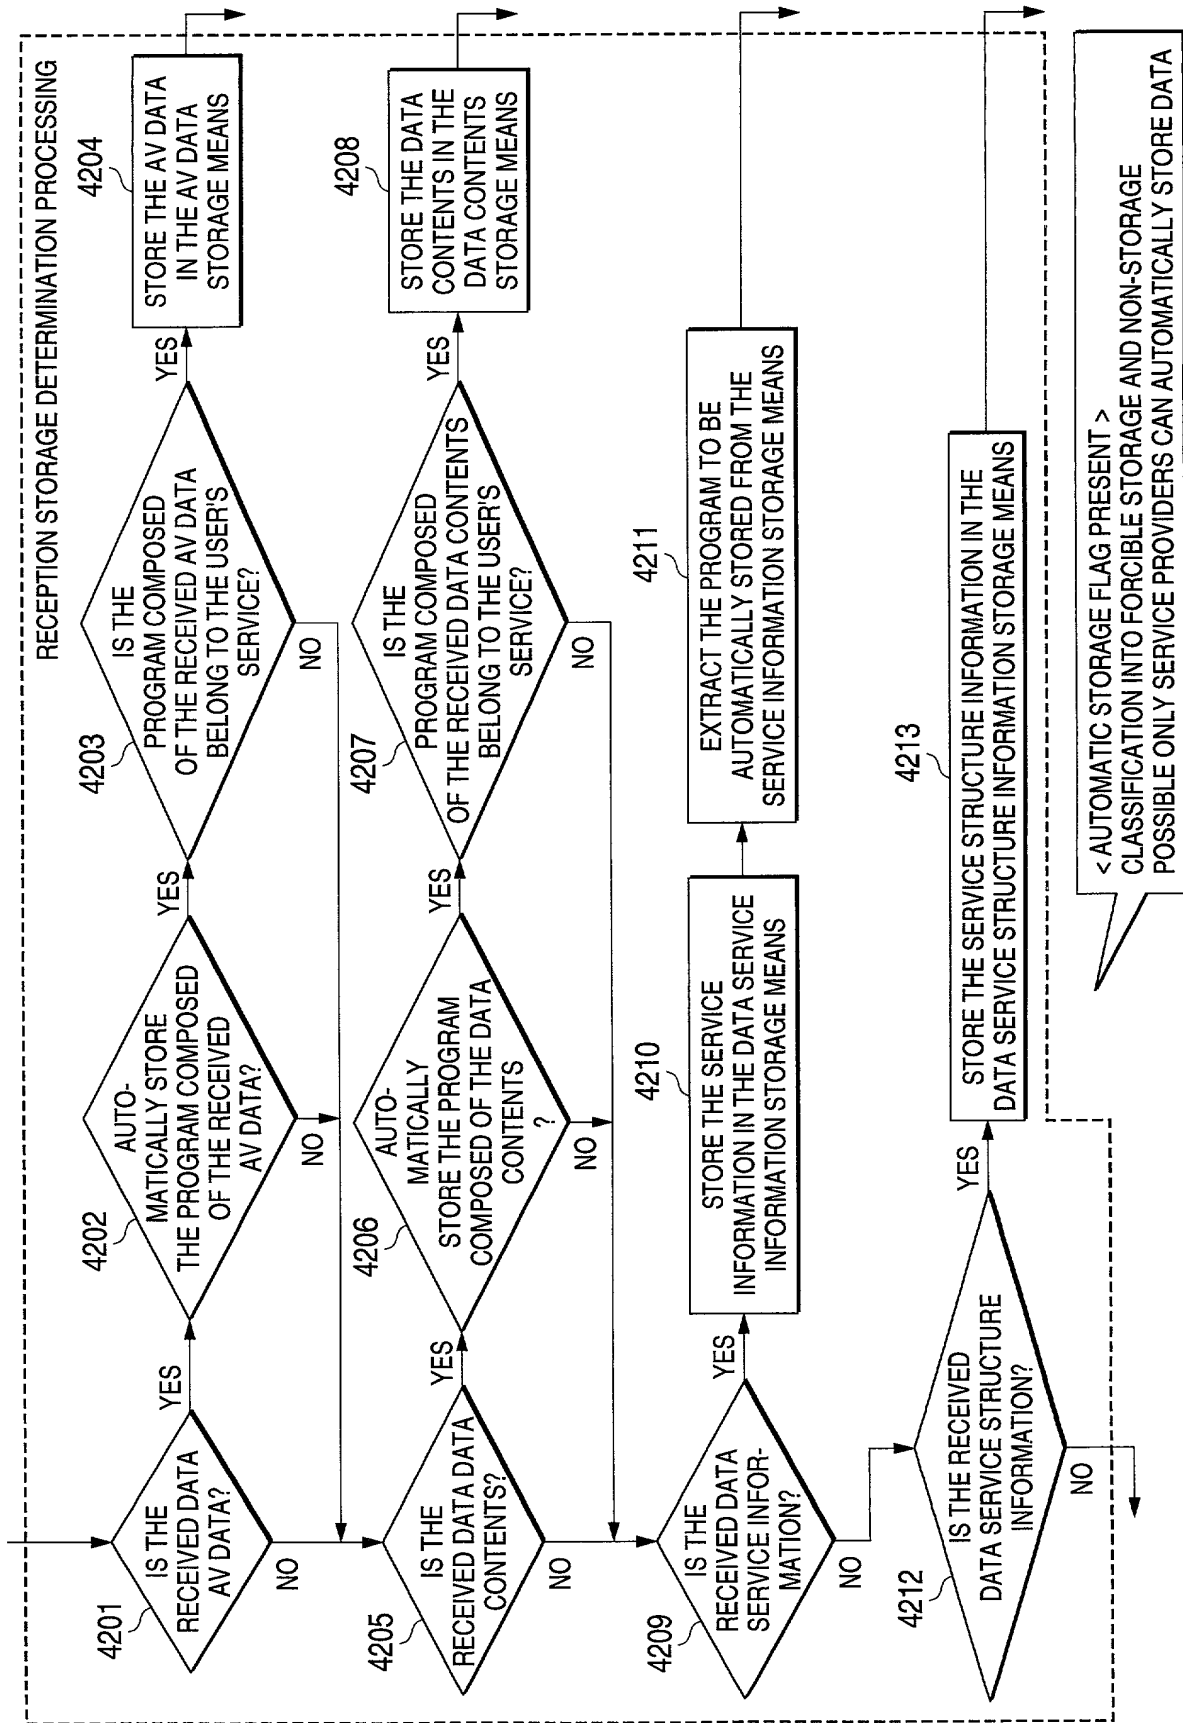 RECEPTION STORAGE DETERMINATION PROCESSING
4201
IS THE
RECEIVED DATA
AV DATA?
YES
NO
4202
AUTO-
MATICALLY STORE
THE PROGRAM COMPOSED
OF THE RECEIVED
AV DATA?
YES
NO
4203
IS THE
PROGRAM COMPOSED
OF THE RECEIVED AV DATA
BELONG TO THE USER'S
SERVICE?
YES
NO
4204
STORE THE AV DATA
IN THE AV DATA
STORAGE MEANS
4205
IS THE
RECEIVED DATA DATA
CONTENTS?
YES
NO
4206
AUTO-
MATICALLY
STORE THE PROGRAM
COMPOSED OF THE DATA
CONTENTS
?
YES
NO
4207
IS THE
PROGRAM COMPOSED
OF THE RECEIVED DATA CONTENTS
BELONG TO THE USER'S
SERVICE?
YES
NO
4208
STORE THE DATA
CONTENTS IN THE
DATA CONTENTS
STORAGE MEANS
4209
IS THE
RECEIVED DATA
SERVICE INFOR-
MATION?
YES
NO
4210
STORE THE SERVICE
INFORMATION IN THE DATA SERVICE
INFORMATION STORAGE MEANS
4211
EXTRACT THE PROGRAM TO BE
AUTOMATICALLY STORED FROM THE
SERVICE INFORMATION STORAGE MEANS
4212
IS THE RECEIVED
DATA SERVICE STRUCTURE
INFORMATION?
YES
NO
4213
STORE THE SERVICE STRUCTURE INFORMATION IN THE
DATA SERVICE STRUCTURE INFORMATION STORAGE MEANS
< AUTOMATIC STORAGE FLAG PRESENT >
CLASSIFICATION INTO FORCIBLE STORAGE AND NON-STORAGE
POSSIBLE ONLY SERVICE PROVIDERS CAN AUTOMATICALLY STORE DATA